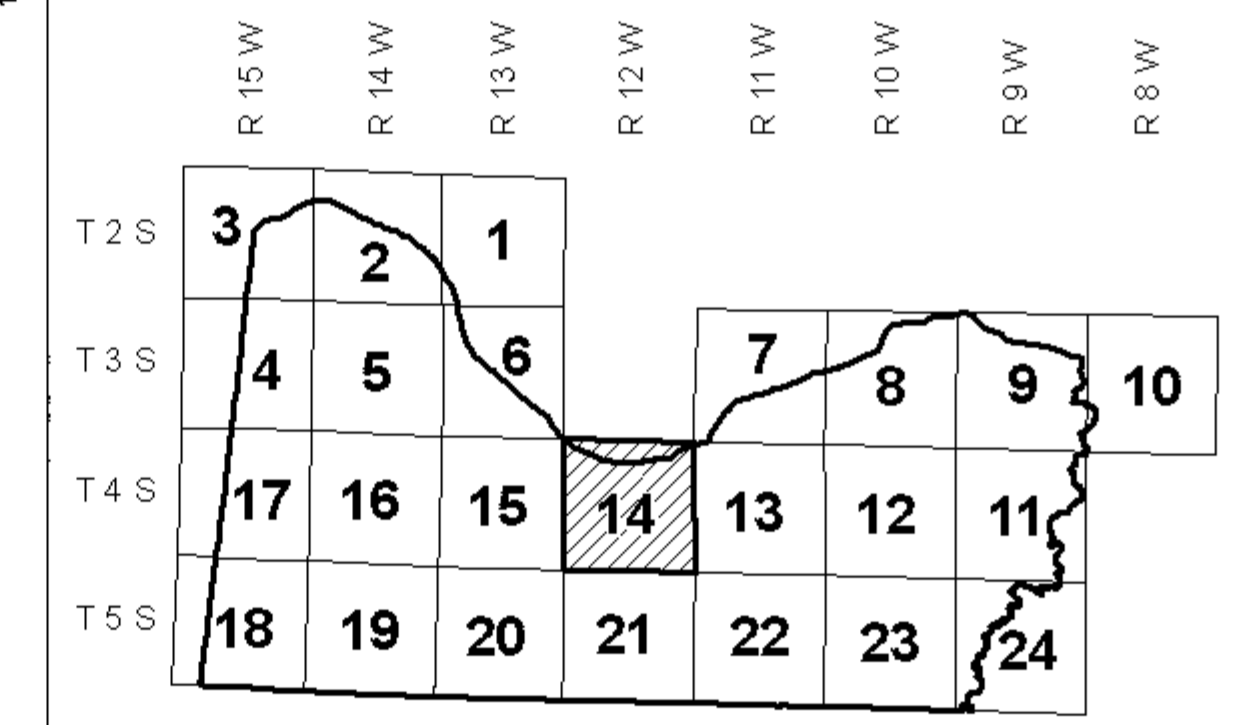 R 15 W R 14 W R 13 W R 12 W R 11 W R 10 W R 9 W R 8 W
T 2 S 3 2 1
T 3 S 4 5 6 7 8 9 10
T 4 S 17 16 15 14 13 12 11
T 5 S 18 19 20 21 22 23 24